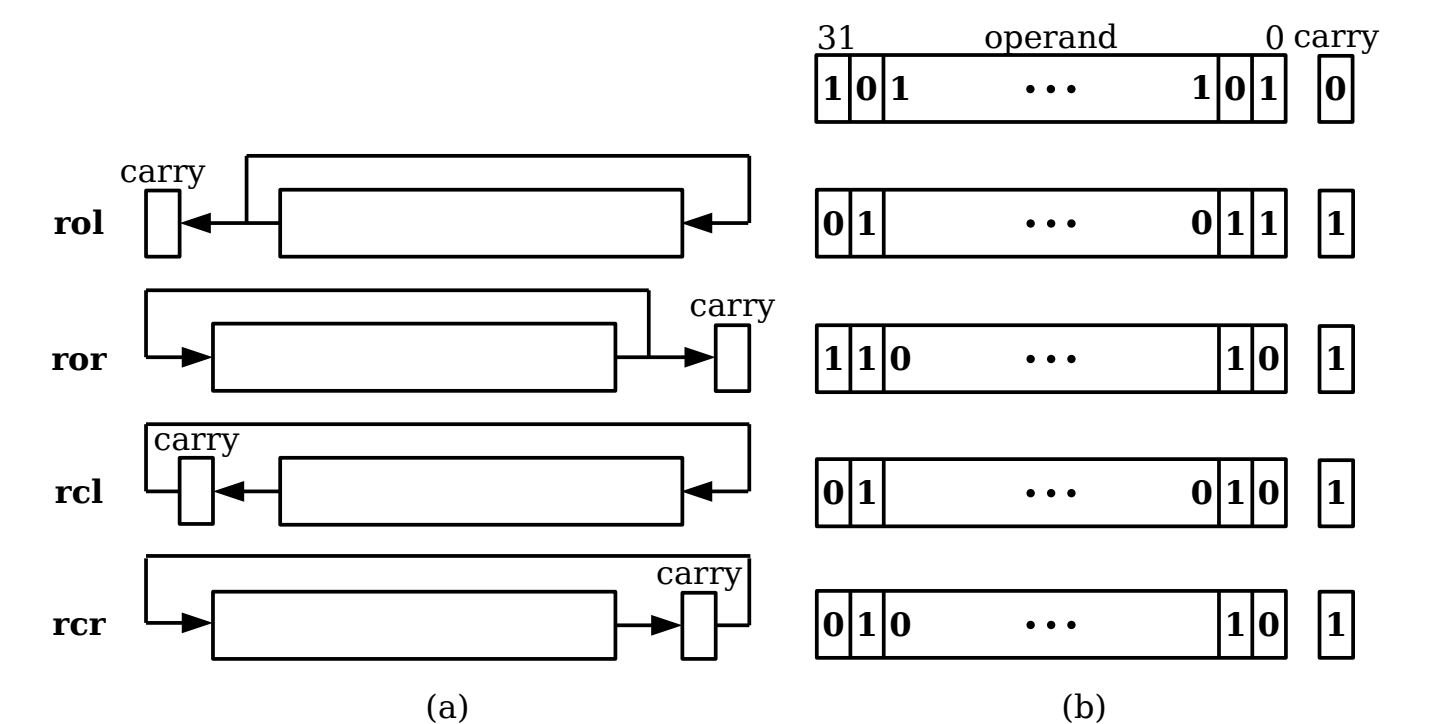 31 operand 0 carry
1 0 1 ... 1 0 1 0
carry
rol 0 1 ... 0 1 1 1
carry
ror 1 1 0 ... 1 0 1
carry
rcl 0 1 ... 0 1 0 1
carry
rcr 0 1 0 ... 1 0 1
(a) (b)